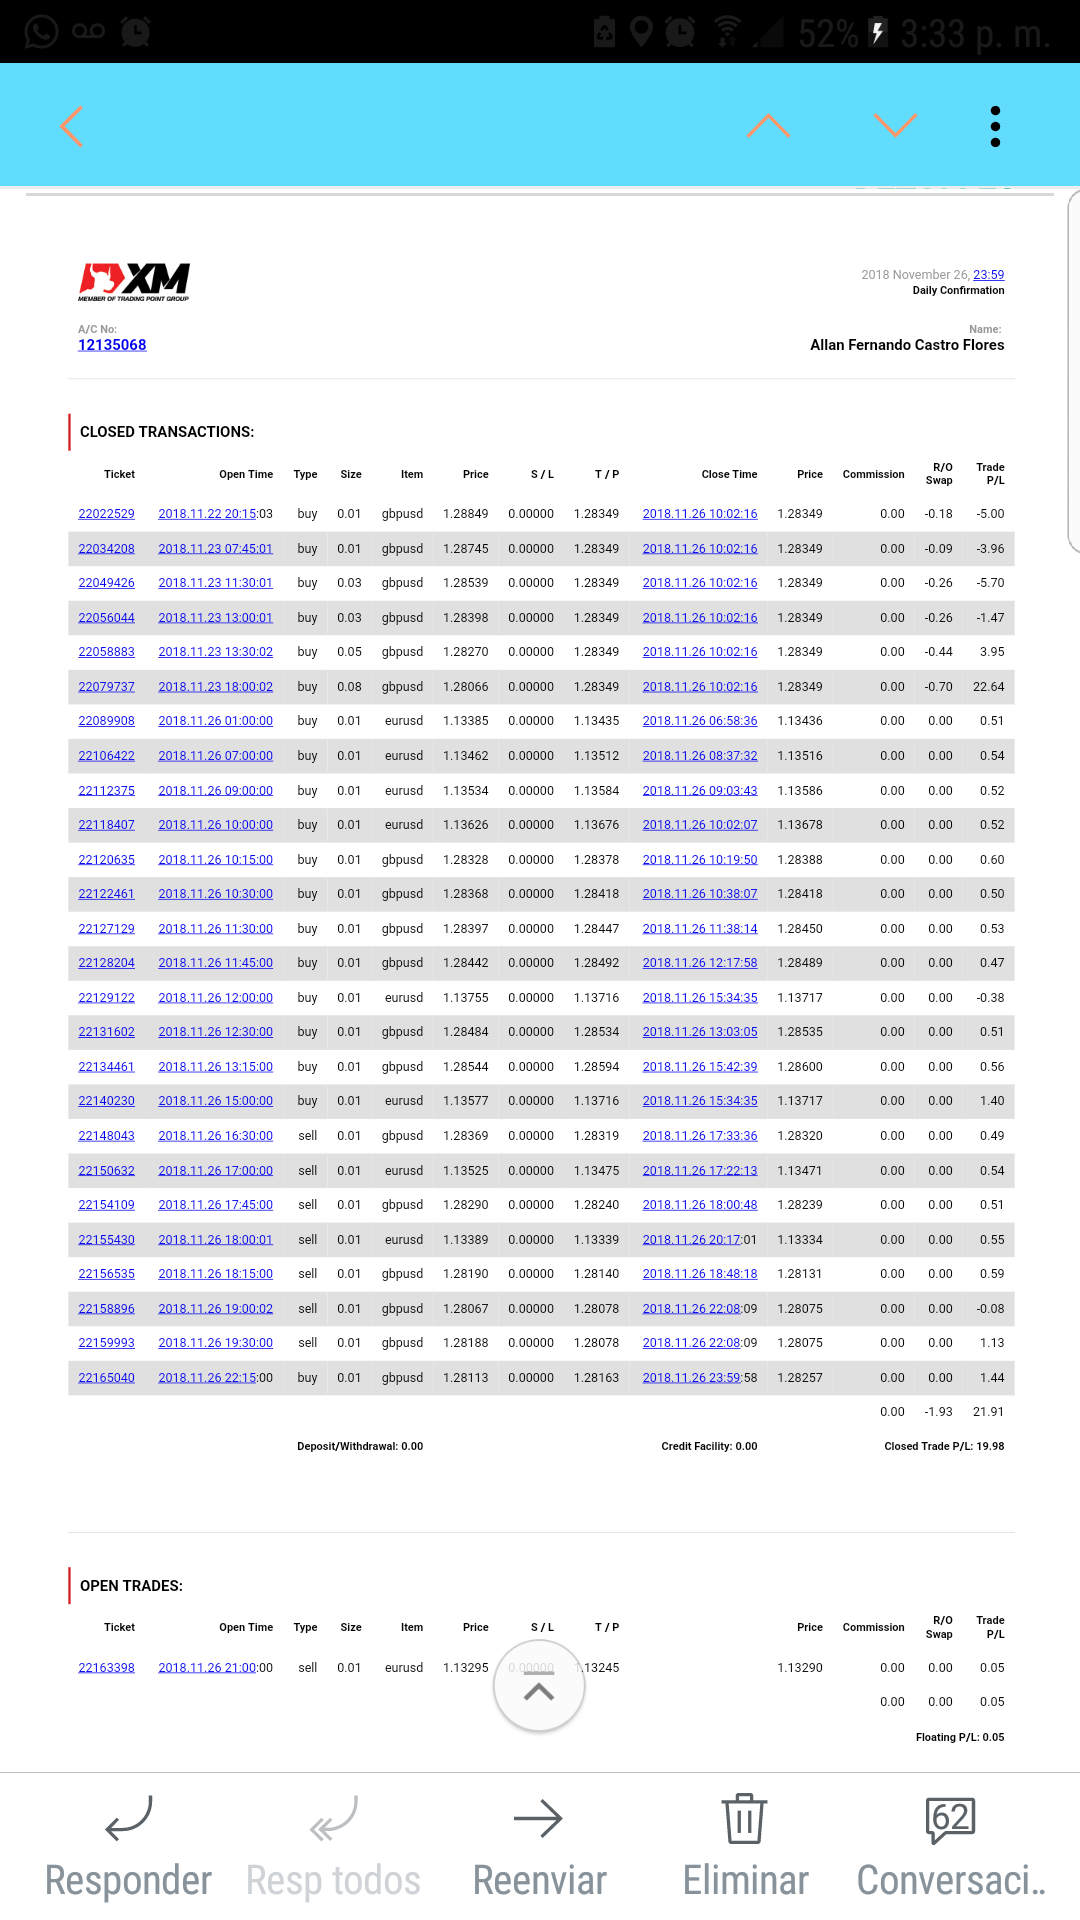 52% 3:33 p. m.
XM
MEMBER OF TRADING POINT GROUP
2018 November 26, 23:59
Daily Confirmation
A/C No: Name:
12135068 Allan Fernando Castro Flores
CLOSED TRANSACTIONS:
Ticket Open Time Type Size Item Price S / L T / P Close Time Price Commission R/O Swap Trade P/L
22022529 2018.11.22 20:15:03 buy 0.01 gbpusd 1.28849 0.00000 1.28349 2018.11.26 10:02:16 1.28349 0.00 -0.18 -5.00
22034208 2018.11.23 07:45:01 buy 0.01 gbpusd 1.28745 0.00000 1.28349 2018.11.26 10:02:16 1.28349 0.00 -0.09 -3.96
22049426 2018.11.23 11:30:01 buy 0.03 gbpusd 1.28539 0.00000 1.28349 2018.11.26 10:02:16 1.28349 0.00 -0.26 -5.70
22056044 2018.11.23 13:00:01 buy 0.03 gbpusd 1.28398 0.00000 1.28349 2018.11.26 10:02:16 1.28349 0.00 -0.26 -1.47
22058883 2018.11.23 13:30:02 buy 0.05 gbpusd 1.28270 0.00000 1.28349 2018.11.26 10:02:16 1.28349 0.00 -0.44 3.95
22079737 2018.11.23 18:00:02 buy 0.08 gbpusd 1.28066 0.00000 1.28349 2018.11.26 10:02:16 1.28349 0.00 -0.70 22.64
22089908 2018.11.26 01:00:00 buy 0.01 eurusd 1.13385 0.00000 1.13435 2018.11.26 06:58:36 1.13436 0.00 0.00 0.51
22106422 2018.11.26 07:00:00 buy 0.01 eurusd 1.13462 0.00000 1.13512 2018.11.26 08:37:32 1.13516 0.00 0.00 0.54
22112375 2018.11.26 09:00:00 buy 0.01 eurusd 1.13534 0.00000 1.13584 2018.11.26 09:03:43 1.13586 0.00 0.00 0.52
22118407 2018.11.26 10:00:00 buy 0.01 eurusd 1.13626 0.00000 1.13676 2018.11.26 10:02:07 1.13678 0.00 0.00 0.52
22120635 2018.11.26 10:15:00 buy 0.01 gbpusd 1.28328 0.00000 1.28378 2018.11.26 10:19:50 1.28388 0.00 0.00 0.60
22122461 2018.11.26 10:30:00 buy 0.01 gbpusd 1.28368 0.00000 1.28418 2018.11.26 10:38:07 1.28418 0.00 0.00 0.50
22127129 2018.11.26 11:30:00 buy 0.01 gbpusd 1.28397 0.00000 1.28447 2018.11.26 11:38:14 1.28450 0.00 0.00 0.53
22128204 2018.11.26 11:45:00 buy 0.01 gbpusd 1.28442 0.00000 1.28492 2018.11.26 12:17:58 1.28489 0.00 0.00 0.47
22129122 2018.11.26 12:00:00 buy 0.01 eurusd 1.13755 0.00000 1.13716 2018.11.26 15:34:35 1.13717 0.00 0.00 -0.38
22131602 2018.11.26 12:30:00 buy 0.01 gbpusd 1.28484 0.00000 1.28534 2018.11.26 13:03:05 1.28535 0.00 0.00 0.51
22134461 2018.11.26 13:15:00 buy 0.01 gbpusd 1.28544 0.00000 1.28594 2018.11.26 15:42:39 1.28600 0.00 0.00 0.56
22140230 2018.11.26 15:00:00 buy 0.01 eurusd 1.13577 0.00000 1.13716 2018.11.26 15:34:35 1.13717 0.00 0.00 1.40
22148043 2018.11.26 16:30:00 sell 0.01 gbpusd 1.28369 0.00000 1.28319 2018.11.26 17:33:36 1.28320 0.00 0.00 0.49
22150632 2018.11.26 17:00:00 sell 0.01 eurusd 1.13525 0.00000 1.13475 2018.11.26 17:22:13 1.13471 0.00 0.00 0.54
22154109 2018.11.26 17:45:00 sell 0.01 gbpusd 1.28290 0.00000 1.28240 2018.11.26 18:00:48 1.28239 0.00 0.00 0.51
22155430 2018.11.26 18:00:01 sell 0.01 eurusd 1.13389 0.00000 1.13339 2018.11.26 20:17:01 1.13334 0.00 0.00 0.55
22156535 2018.11.26 18:15:00 sell 0.01 gbpusd 1.28190 0.00000 1.28140 2018.11.26 18:48:18 1.28131 0.00 0.00 0.59
22158896 2018.11.26 19:00:02 sell 0.01 gbpusd 1.28067 0.00000 1.28078 2018.11.26 22:08:09 1.28075 0.00 0.00 -0.08
22159993 2018.11.26 19:30:00 sell 0.01 gbpusd 1.28188 0.00000 1.28078 2018.11.26 22:08:09 1.28075 0.00 0.00 1.13
22165040 2018.11.26 22:15:00 buy 0.01 gbpusd 1.28113 0.00000 1.28163 2018.11.26 23:59:58 1.28257 0.00 0.00 1.44
0.00 -1.93 21.91
Deposit/Withdrawal: 0.00 Credit Facility: 0.00 Closed Trade P/L: 19.98
OPEN TRADES:
Ticket Open Time Type Size Item Price S / L T / P Price Commission R/O Swap Trade P/L
22163398 2018.11.26 21:00:00 sell 0.01 eurusd 1.13295 0.00000 1.13245 1.13290 0.00 0.00 0.05
0.00 0.00 0.05
Floating P/L: 0.05
62
Responder Resp todos Reenviar Eliminar Conversaci..